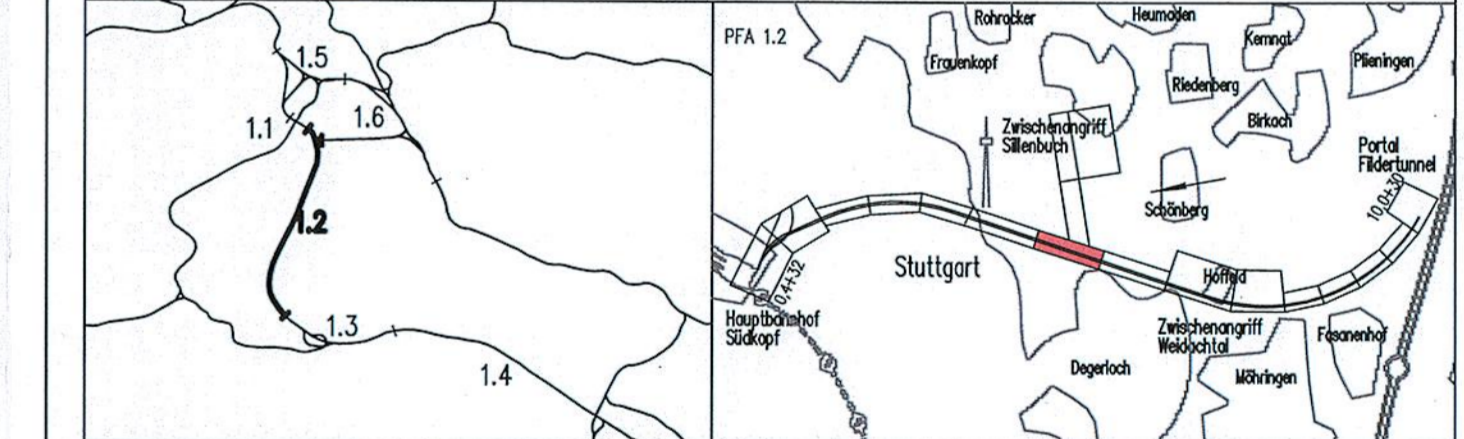 1.5
1.1
1.6
1.2
1.3
1.4
PFA 1.2
Rohracker
Heumaden
Frauenkopf
Kemnat
Plieningen
Riedenberg
Birkach
Zwischenangriff
Sillenbuch
Portal
Fildertunnel
10,0+30
Schönberg
Stuttgart
Hoffeld
0,4+32
Hauptbahnhof
Südkopf
Zwischenangriff
Weidachtal
Fasanenhof
Degerloch
Möhringen